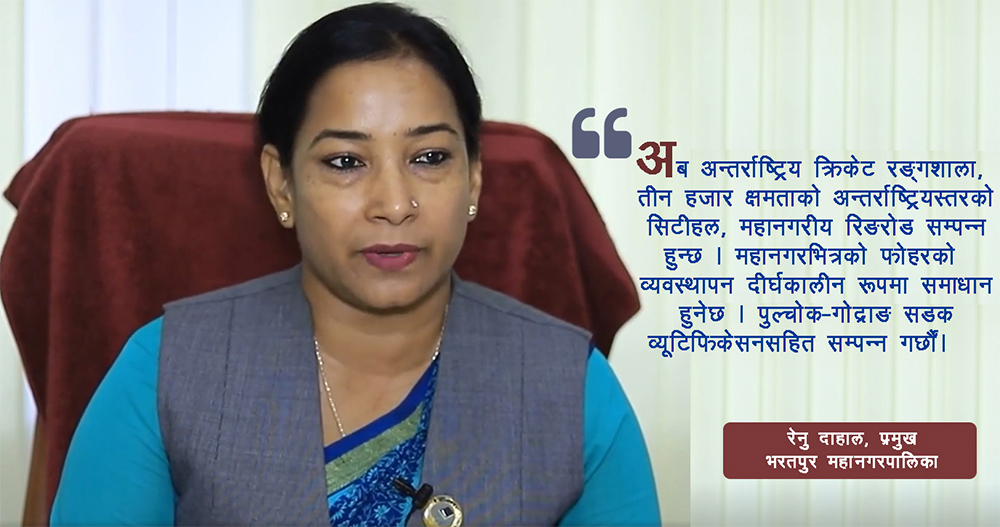 “
अब अन्तर्राष्ट्रिय क्रिकेट रङ्गशाला,
तीन हजार क्षमताको अन्तर्राष्ट्रियस्तरको
सिटीहल, महानगरीय रिङरोड सम्पन्न
हुन्छ । महानगरभित्रको फोहरको
व्यवस्थापन दीर्घकालीन रूपमा समाधान
हुनेछ । पुल्चोक-गोन्द्राङ सडक
व्यूटिफिकेसनसहित सम्पन्न गर्छौं।
रेनु दाहाल, प्रमुख
भरतपुर महानगरपालिका